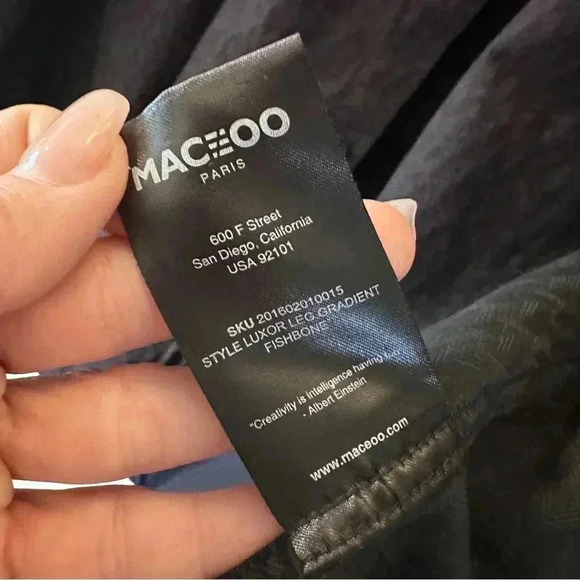 MACEOO
PARIS
600 F Street
San Diego, California
USA 92101
SKU 201602010015
STYLE LUXOR LEG.GRADIENT
FISHBONE
"Creativity is Intelligence having
- Albert Einstein
www.maceoo.com